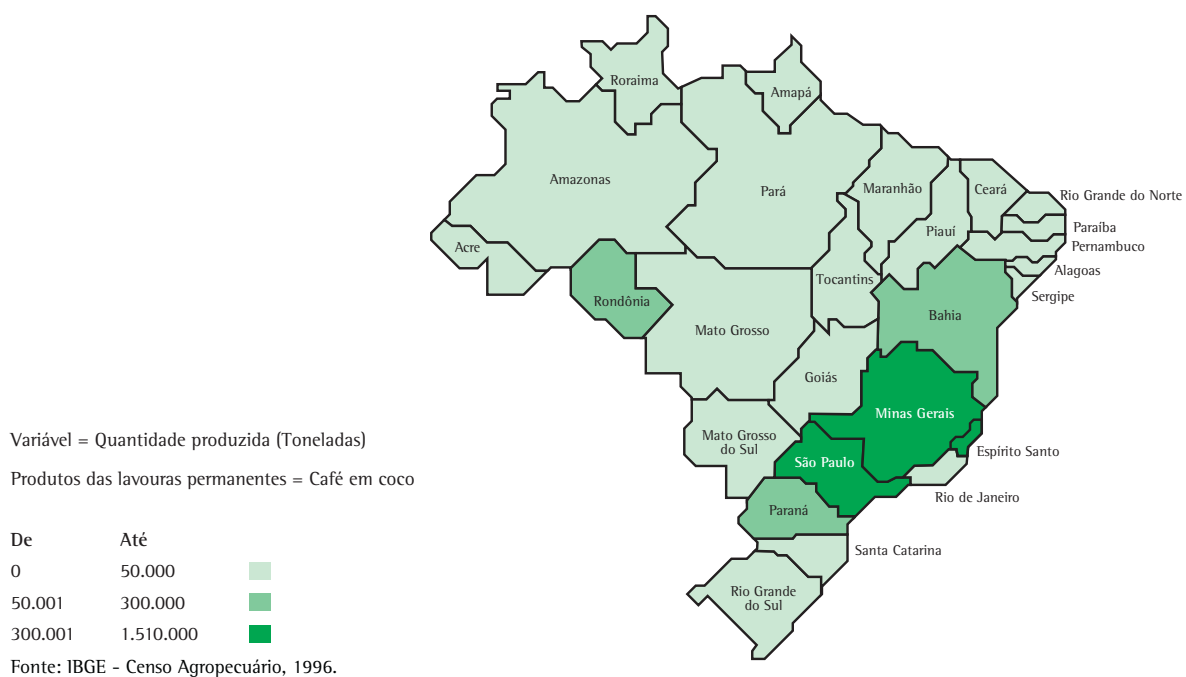 Roraima
Amapá
Amazonas
Pará
Maranhão
Ceará
Rio Grande do Norte
Piauí
Paraíba
Pernambuco
Acre
Alagoas
Tocantins
Sergipe
Rondônia
Bahia
Mato Grosso
Goiás
Minas Gerais
Mato Grosso
do Sul
Espírito Santo
São Paulo
Rio de Janeiro
Paraná
Santa Catarina
Rio Grande
do Sul
Variável = Quantidade produzida (Toneladas)
Produtos das lavouras permanentes = Café em coco
De Até
0 50.000
50.001 300.000
300.001 1.510.000
Fonte: IBGE - Censo Agropecuário, 1996.